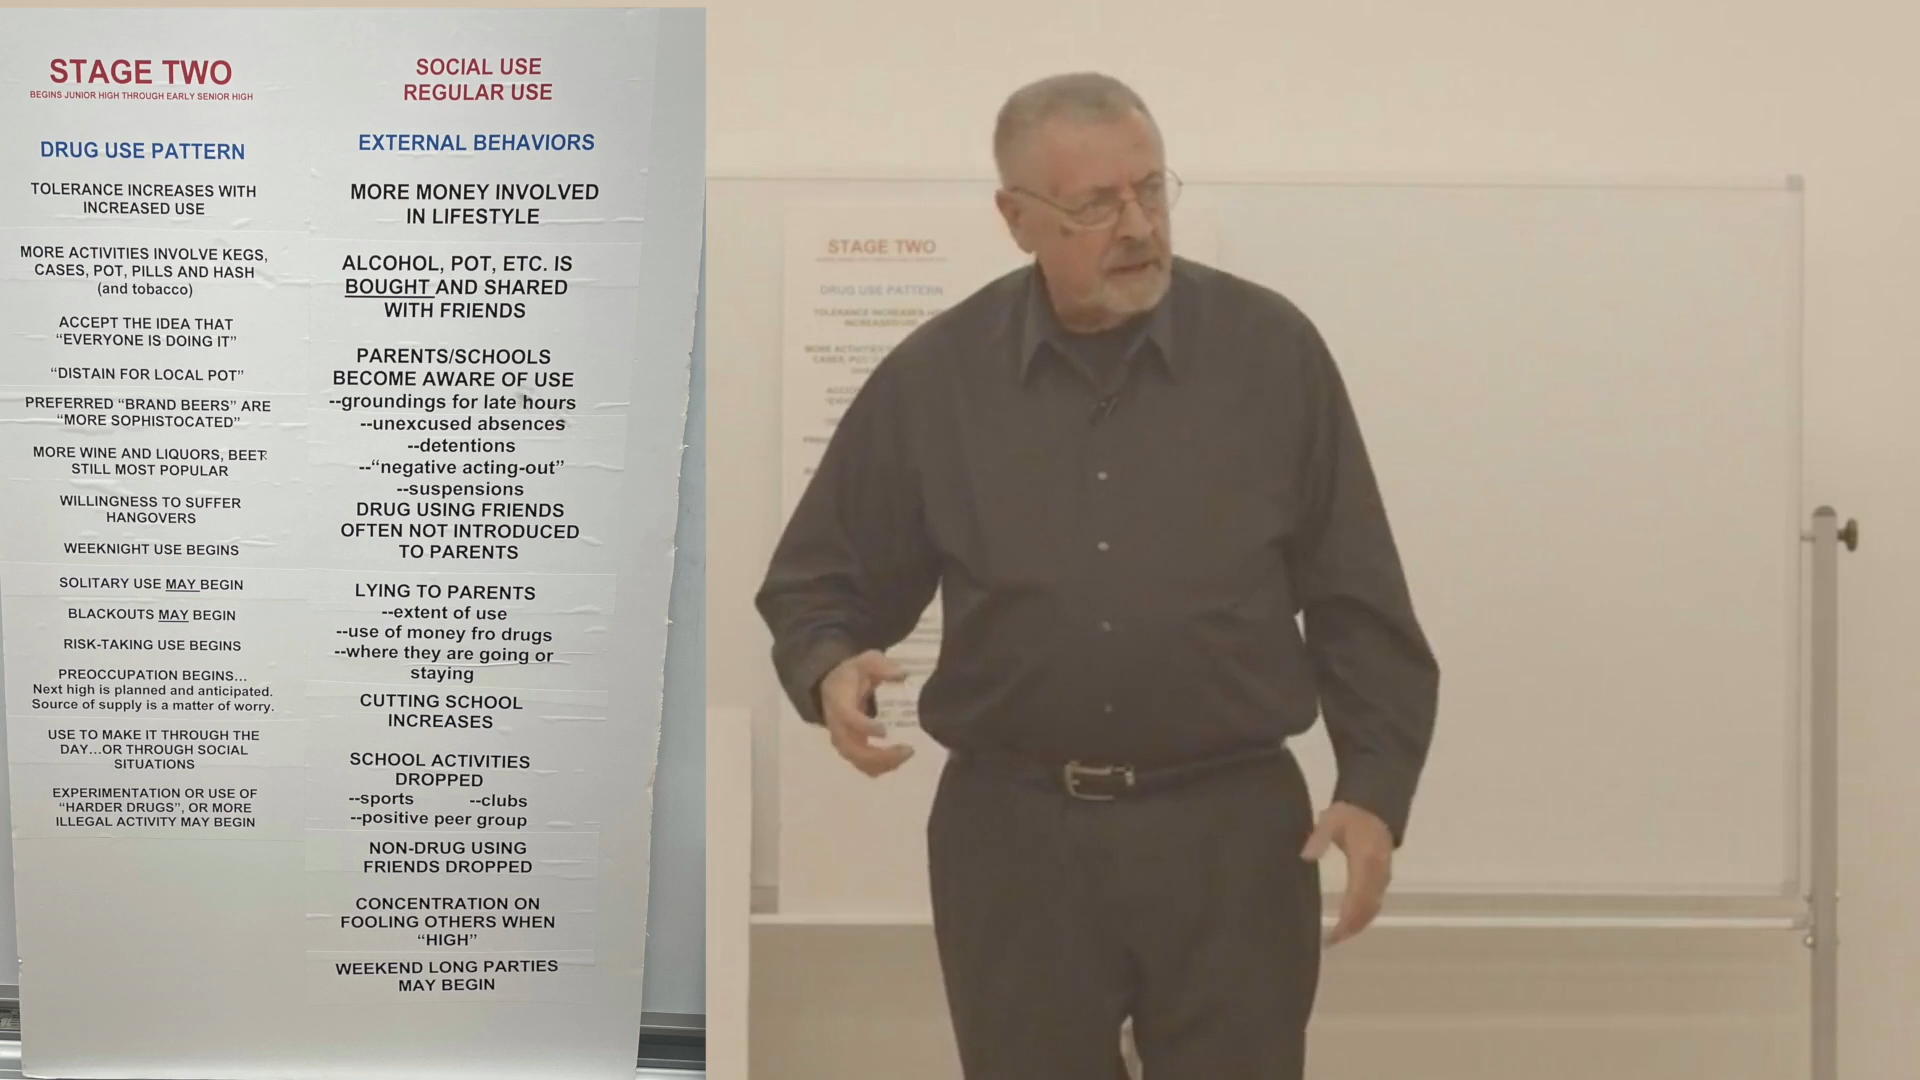 STAGE TWO
BEGINS JUNIOR HIGH THROUGH EARLY SENIOR HIGH
DRUG USE PATTERN
TOLERANCE INCREASES WITH
INCREASED USE
MORE ACTIVITIES INVOLVE KEGS,
CASES, POT, PILLS AND HASH
(and tobacco)
ACCEPT THE IDEA THAT
“EVERYONE IS DOING IT”
“DISTAIN FOR LOCAL POT”
PREFERRED “BRAND BEERS” ARE
“MORE SOPHISTOCATED”
MORE WINE AND LIQUORS, BEER
STILL MOST POPULAR
WILLINGNESS TO SUFFER
HANGOVERS
WEEKNIGHT USE BEGINS
SOLITARY USE MAY BEGIN
BLACKOUTS MAY BEGIN
RISK-TAKING USE BEGINS
PREOCCUPATION BEGINS...
Next high is planned and anticipated.
Source of supply is a matter of worry.
USE TO MAKE IT THROUGH THE
DAY...OR THROUGH SOCIAL
SITUATIONS
EXPERIMENTATION OR USE OF
“HARDER DRUGS”, OR MORE
ILLEGAL ACTIVITY MAY BEGIN
SOCIAL USE
REGULAR USE
EXTERNAL BEHAVIORS
MORE MONEY INVOLVED
IN LIFESTYLE
ALCOHOL, POT, ETC. IS
BOUGHT AND SHARED
WITH FRIENDS
PARENTS/SCHOOLS
BECOME AWARE OF USE
--groundings for late hours
--unexcused absences
--detentions
--“negative acting-out”
--suspensions
DRUG USING FRIENDS
OFTEN NOT INTRODUCED
TO PARENTS
LYING TO PARENTS
--extent of use
--use of money fro drugs
--where they are going or
staying
CUTTING SCHOOL
INCREASES
SCHOOL ACTIVITIES
DROPPED
--sports --clubs
--positive peer group
NON-DRUG USING
FRIENDS DROPPED
CONCENTRATION ON
FOOLING OTHERS WHEN
“HIGH”
WEEKEND LONG PARTIES
MAY BEGIN
STAGE TWO
DRUG USE PATTERN
TOLERANCE INCREASES
INCREASED
MORE